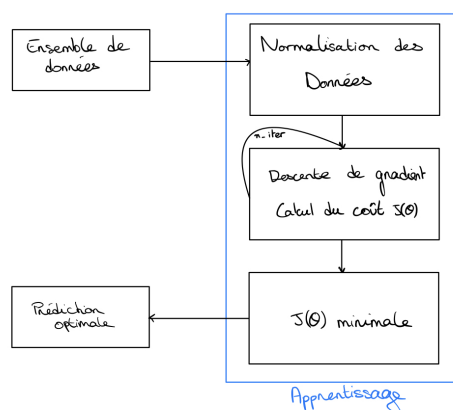 Ensemble de
données
Normalisation des
Données
n_iter
Descente de gradient
Calcul du coût J(θ)
J(θ) minimale
Prédiction
optimale
Apprentissage